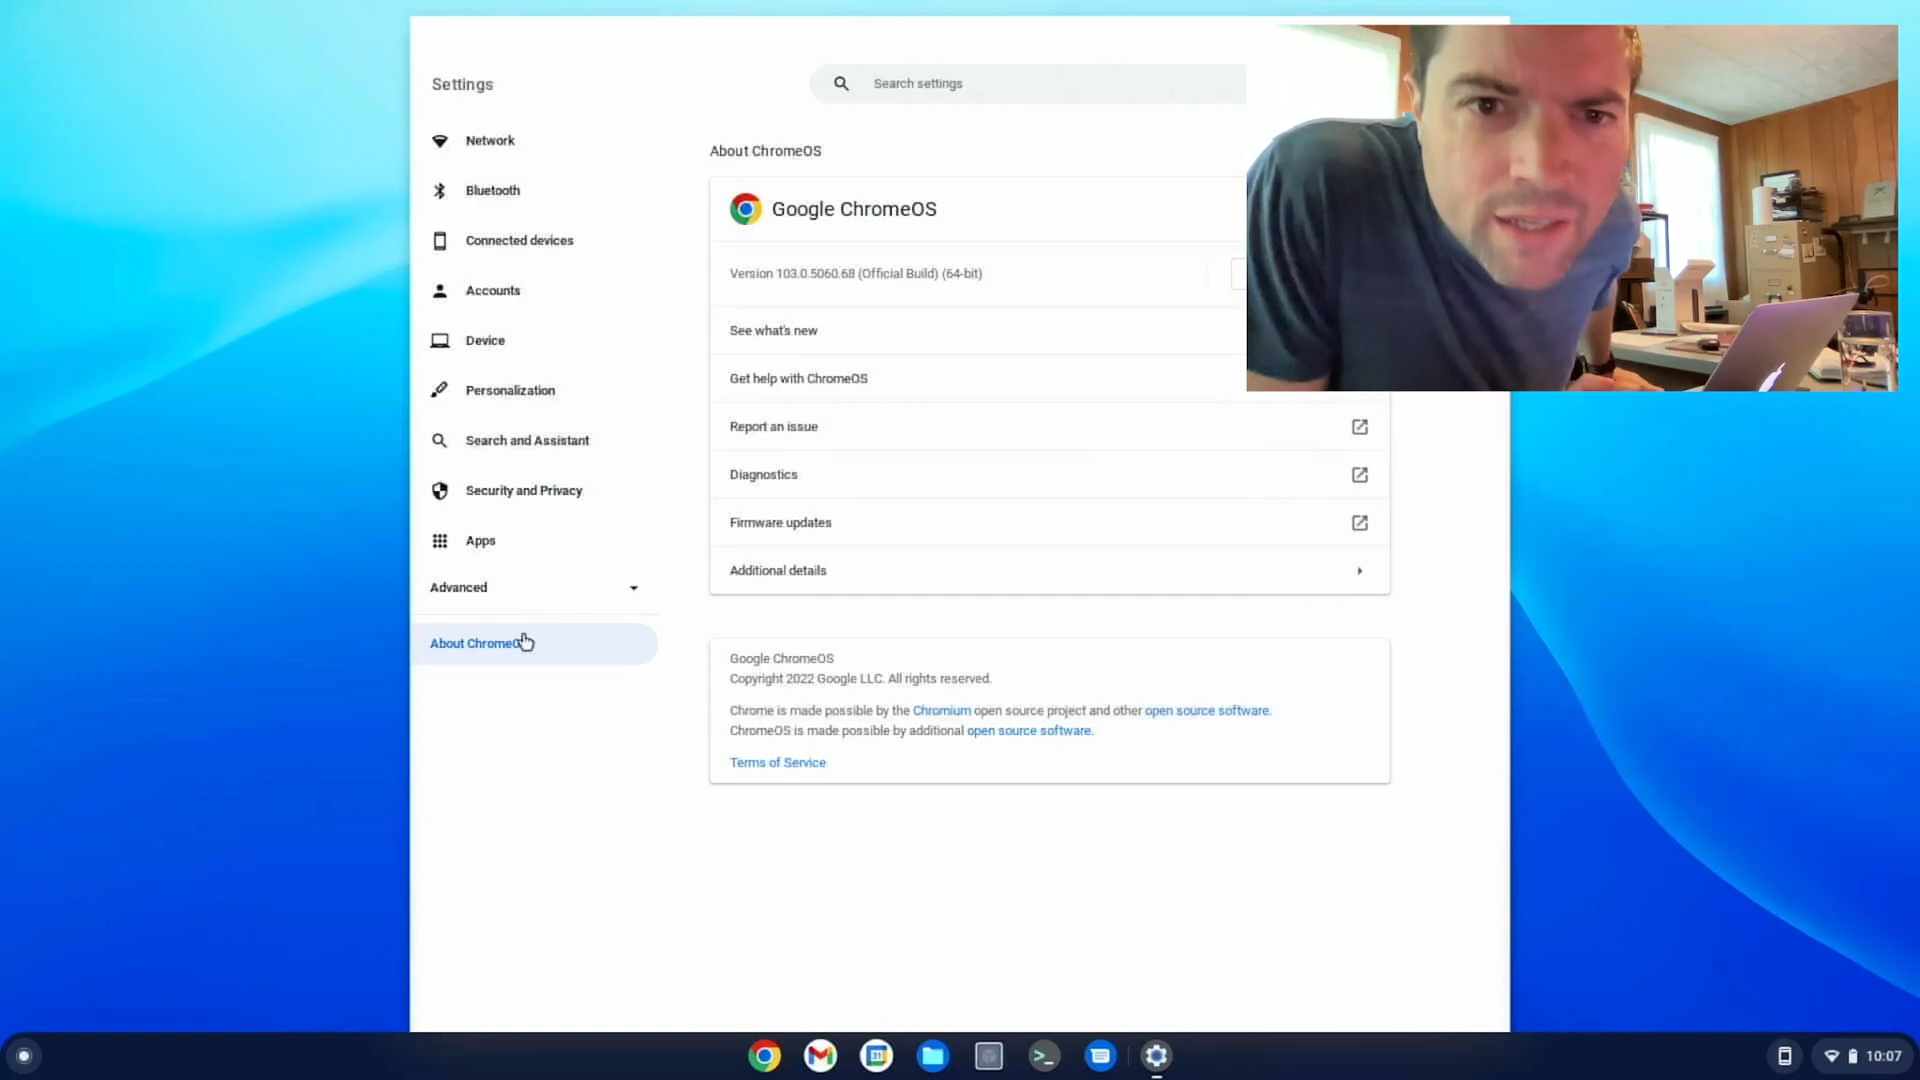 Settings
Search settings
Network
Bluetooth
Connected devices
Accounts
Device
Personalization
Search and Assistant
Security and Privacy
Apps
Advanced
About ChromeO
About ChromeOS
Google ChromeOS
Version 103.0.5060.68 (Official Build) (64-bit)
See what's new
Get help with ChromeOS
Report an issue
Diagnostics
Firmware updates
Additional details
Google ChromeOS
Copyright 2022 Google LLC. All rights reserved.
Chrome is made possible by the Chromium open source project and other open source software.
ChromeOS is made possible by additional open source software.
Terms of Service
31
10:07